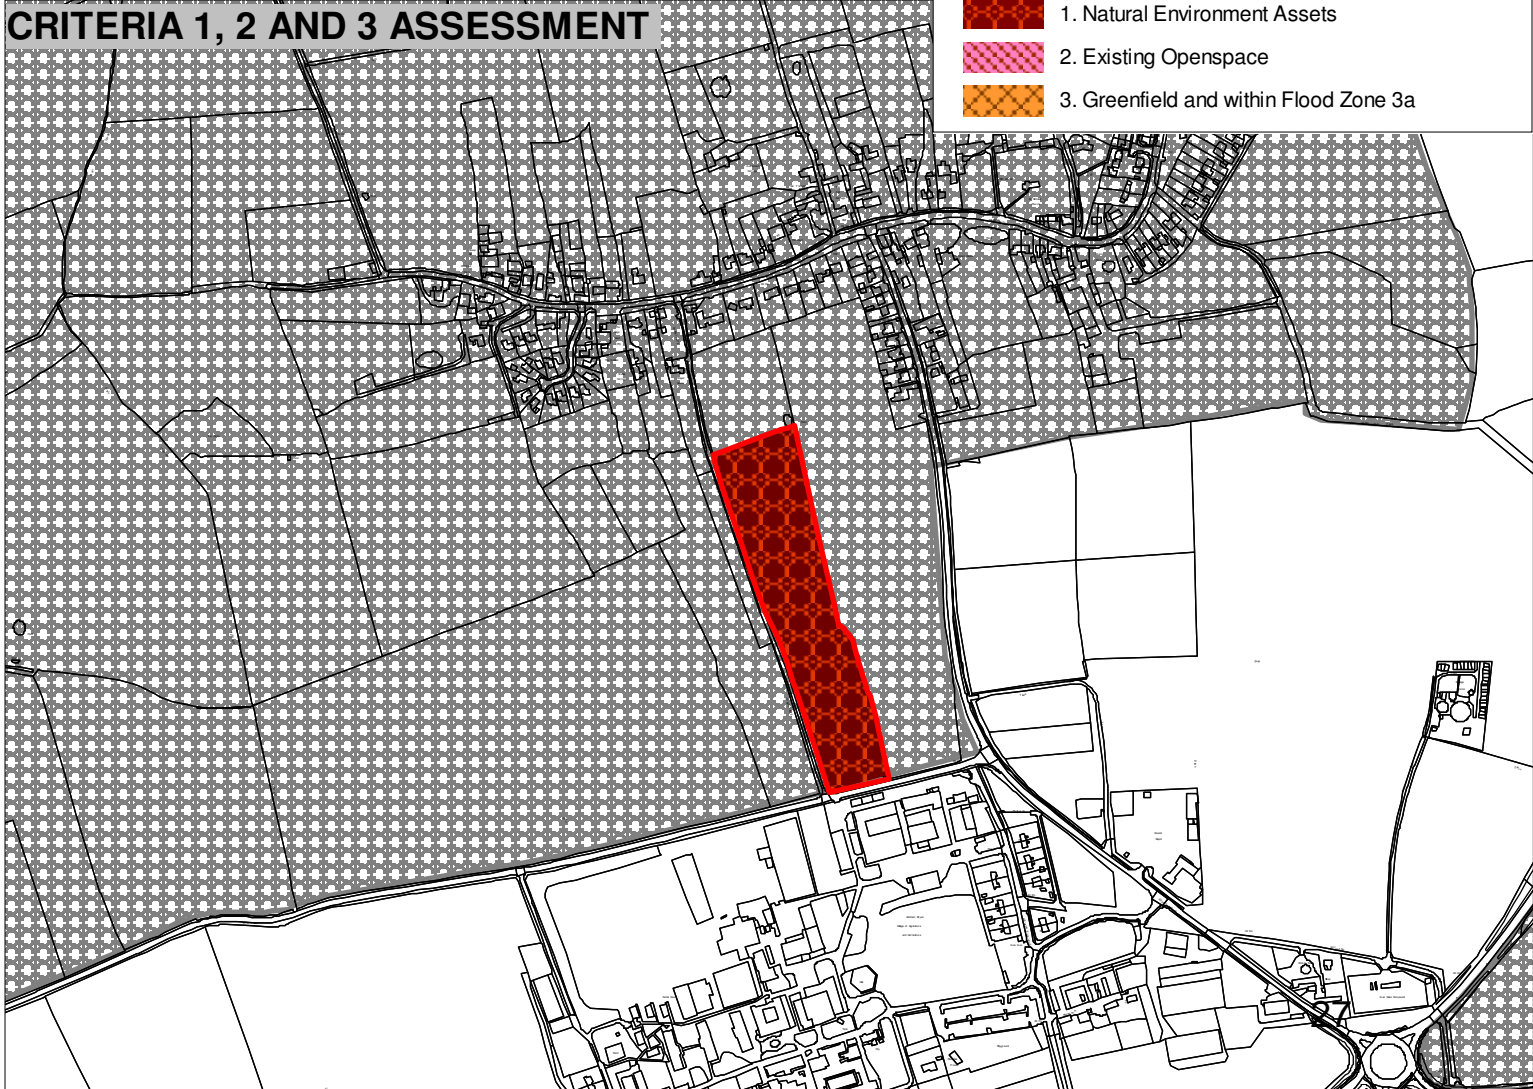 CRITERIA 1, 2 AND 3 ASSESSMENT
1. Natural Environment Assets
2. Existing Openspace
3. Greenfield and within Flood Zone 3a
27